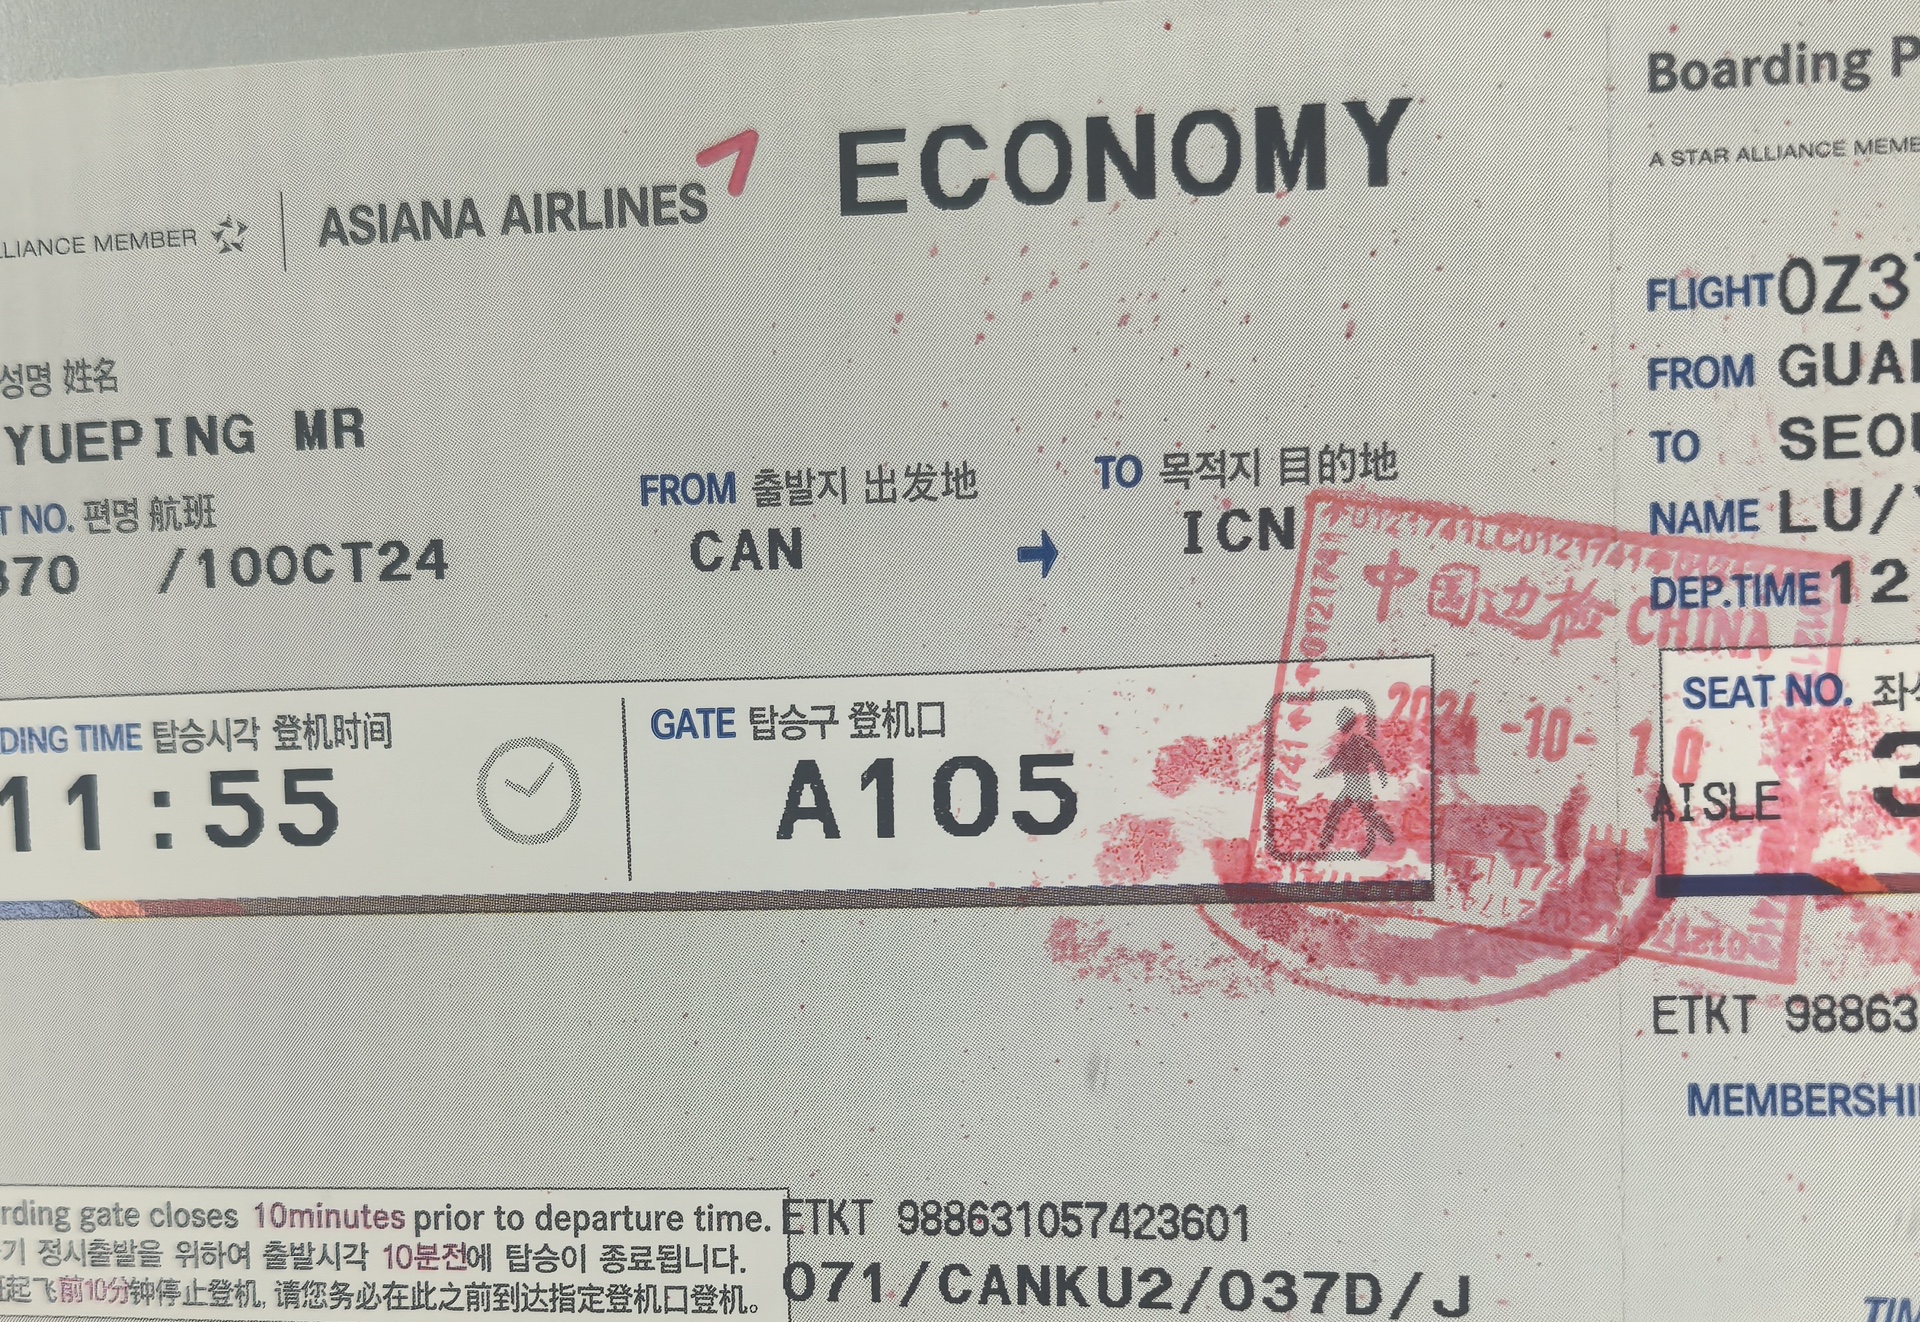 LLIANCE MEMBER
ASIANA AIRLINES
ECONOMY
성명 姓名
YUEPING MR
T NO. 편명 航班
370 /10OCT24
FROM 출발지 出发地
CAN
TO 목적지 目的地
ICN
DING TIME 탑승시각 登机时间
11:55
GATE 탑승구 登机口
A105
中国边检 CHINA
2024 -10- 10
rding gate closes 10minutes prior to departure time.
기 정시출발을 위하여 출발시각 10분전에 탑승이 종료됩니다.
起飞前10分钟停止登机, 请您务必在此之前到达指定登机口登机。
ETKT 988631057423601
071/CANKU2/037D/J
Boarding P
A STAR ALLIANCE MEMBE
FLIGHT OZ37
FROM GUAN
TO SEOU
NAME LU/Y
DEP.TIME 12
SEAT NO. 좌석
AISLE 3
ETKT 98863
MEMBERSHI
TIM